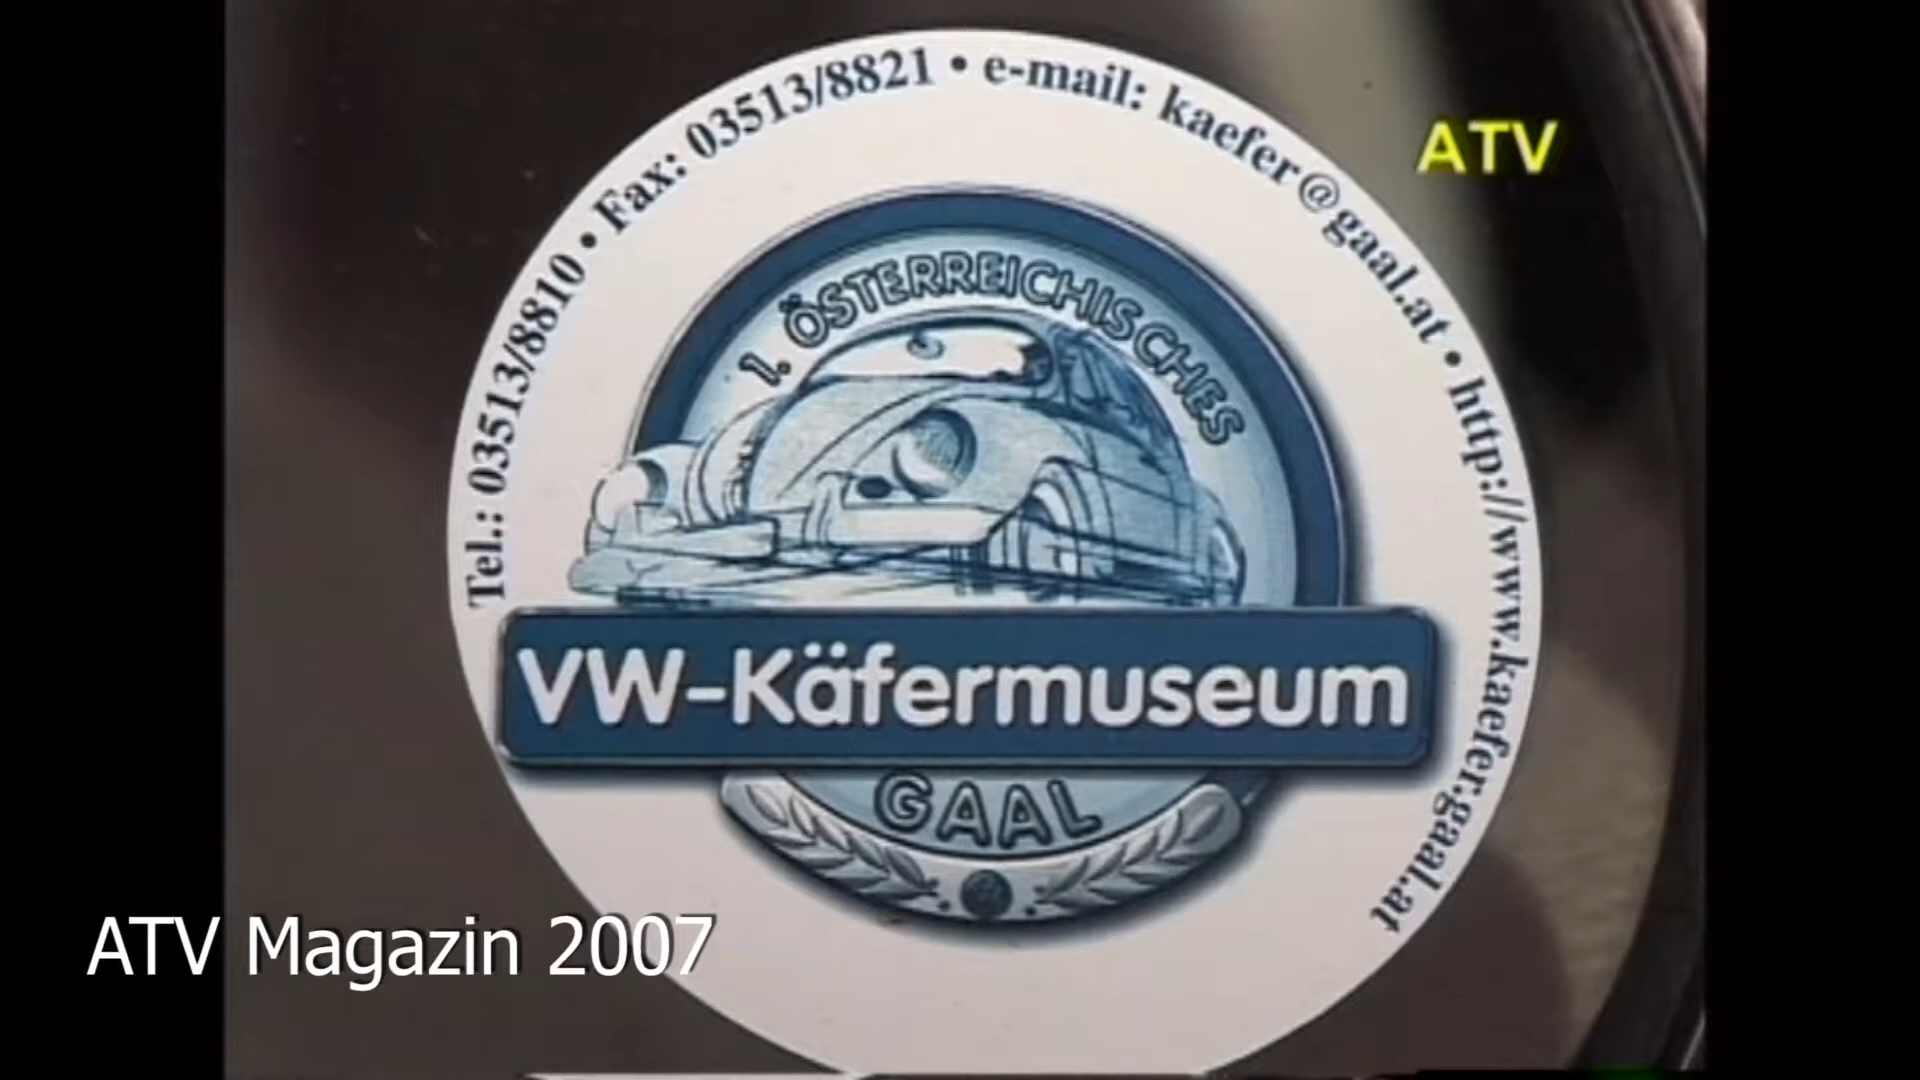 Tel.: 03513/8810 • Fax: 03513/8821 • e-mail: kaefer@gaal.at • http://www.kaefer.gaal.at
ATV
1. ÖSTERREICHISCHES
VW-Käfermuseum
GAAL
ATV Magazin 2007